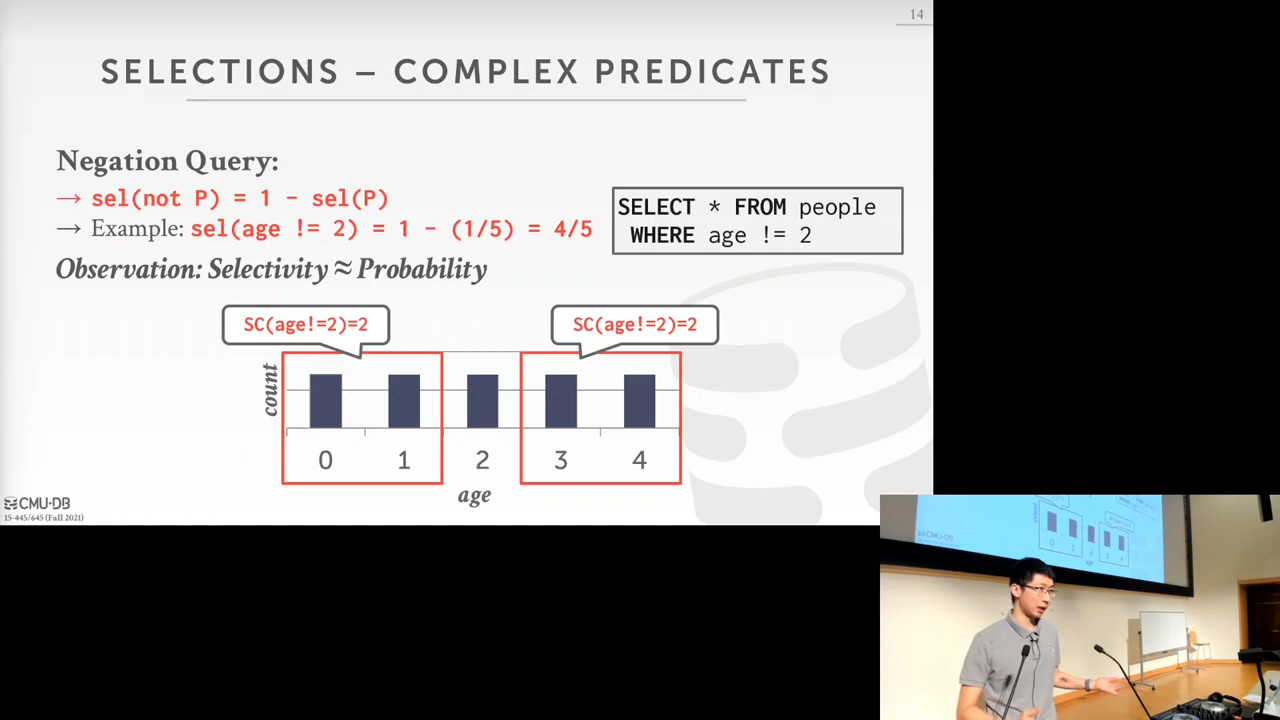 14
SELECTIONS – COMPLEX PREDICATES
Negation Query:
→ sel(not P) = 1 - sel(P)
→ Example: sel(age != 2) = 1 - (1/5) = 4/5
Observation: Selectivity ≈ Probability
SELECT * FROM people
WHERE age != 2
SC(age!=2)=2 SC(age!=2)=2
count
0 1 2 3 4
age
CMU·DB
15-445/645 (Fall 2021)